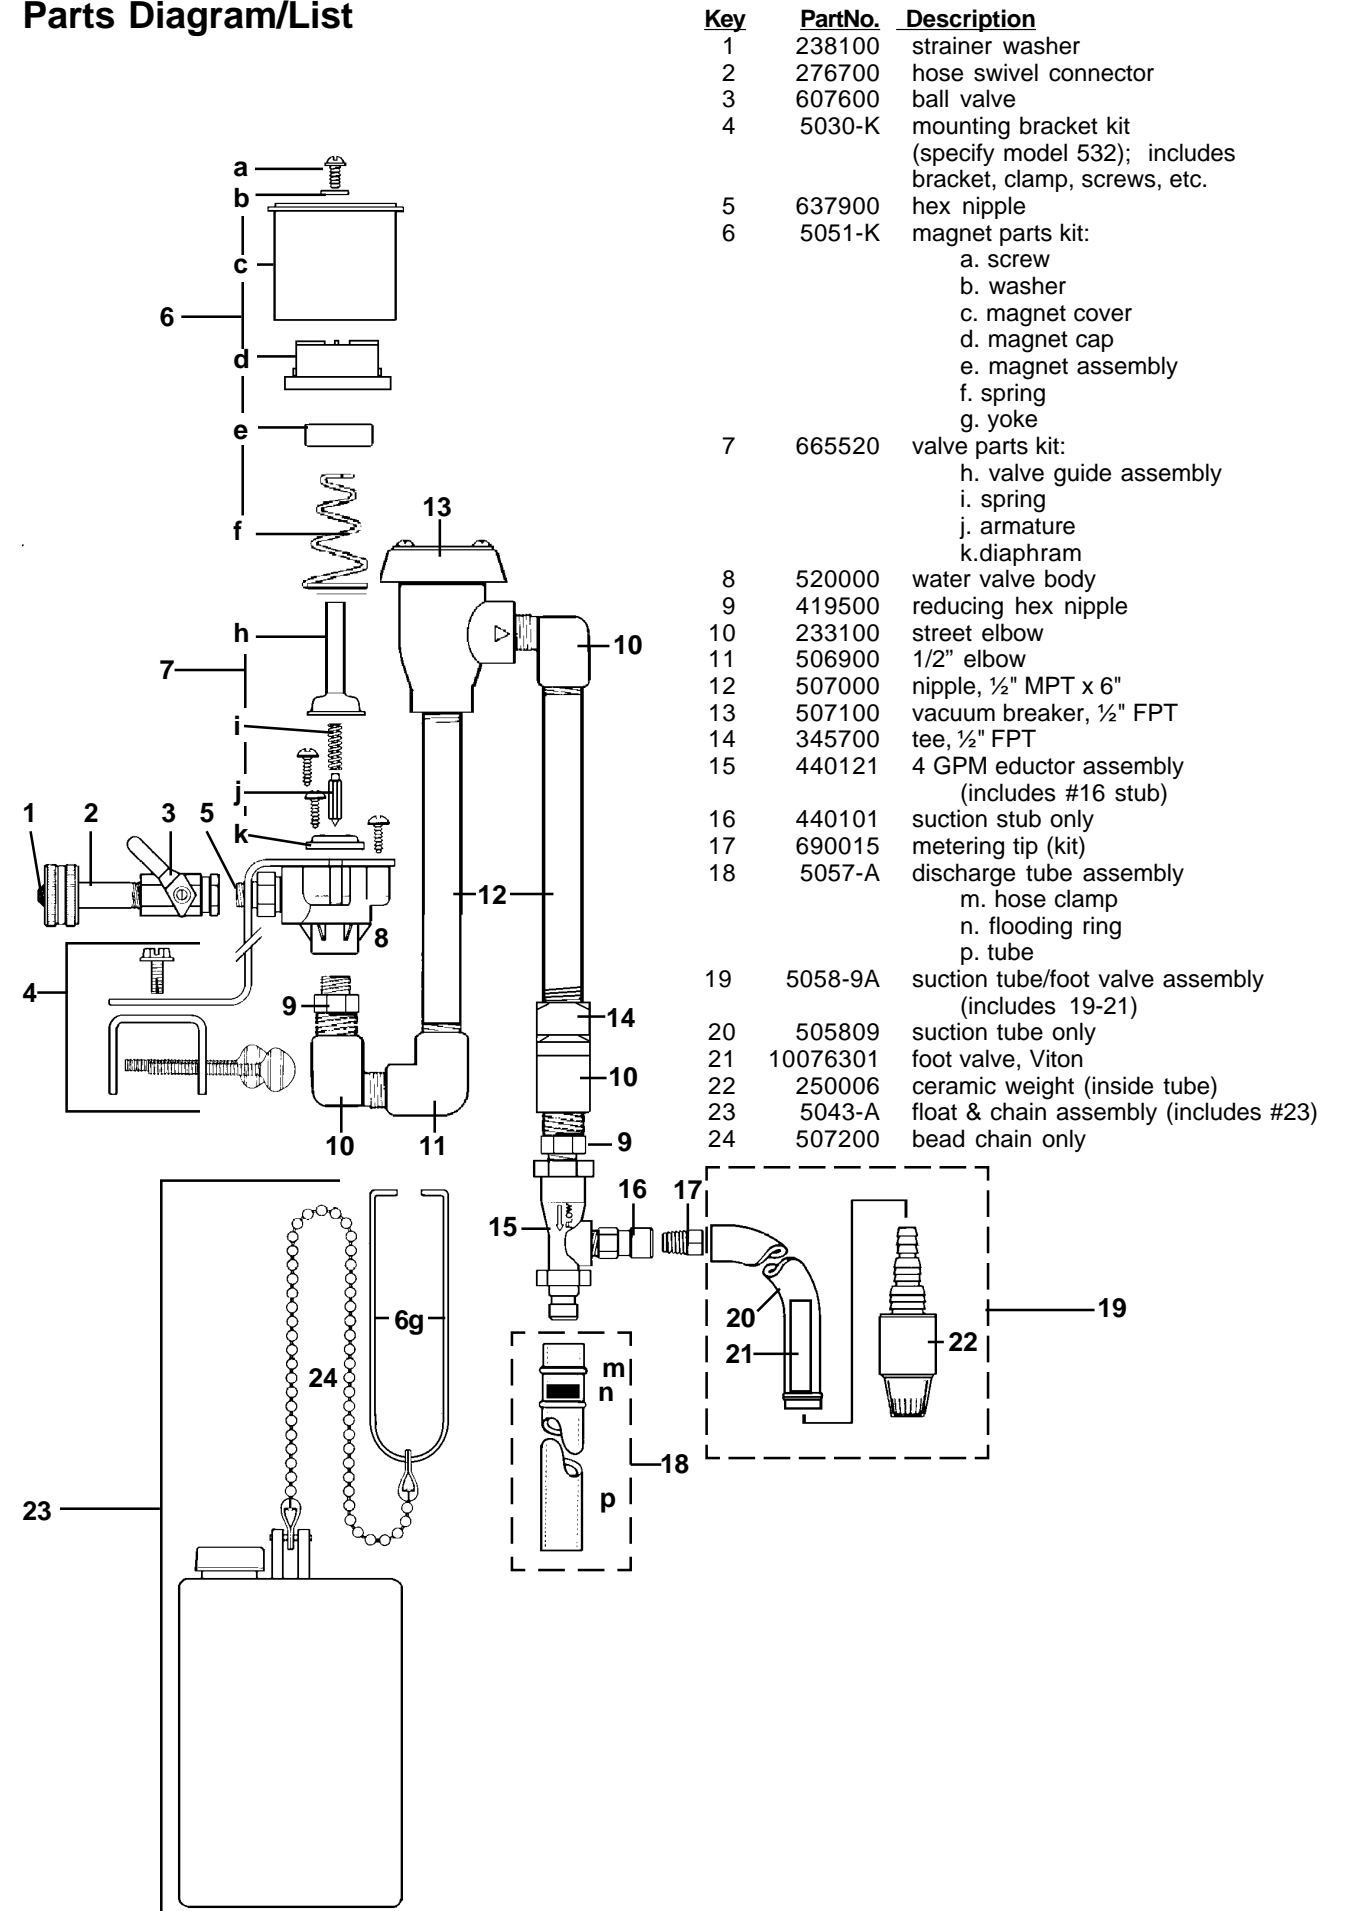 Parts Diagram/List
Key PartNo. Description
1 238100 strainer washer
2 276700 hose swivel connector
3 607600 ball valve
4 5030-K mounting bracket kit
(specify model 532); includes
bracket, clamp, screws, etc.
5 637900 hex nipple
6 5051-K magnet parts kit:
a. screw
b. washer
c. magnet cover
d. magnet cap
e. magnet assembly
f. spring
g. yoke
7 665520 valve parts kit:
h. valve guide assembly
i. spring
j. armature
k.diaphram
8 520000 water valve body
9 419500 reducing hex nipple
10 233100 street elbow
11 506900 1/2” elbow
12 507000 nipple, ½" MPT x 6"
13 507100 vacuum breaker, ½" FPT
14 345700 tee, ½" FPT
15 440121 4 GPM eductor assembly
(includes #16 stub)
16 440101 suction stub only
17 690015 metering tip (kit)
18 5057-A discharge tube assembly
m. hose clamp
n. flooding ring
p. tube
19 5058-9A suction tube/foot valve assembly
(includes 19-21)
20 505809 suction tube only
21 10076301 foot valve, Viton
22 250006 ceramic weight (inside tube)
23 5043-A float & chain assembly (includes #23)
24 507200 bead chain only
a
b
c
6
d
e
f
13
h
10
7
i
j
1 2 3 5
k
12
8
4
9
14
10
10 11
9
16 17
15
FLOW
6g
20
19
21
22
24
m
n
18
p
23